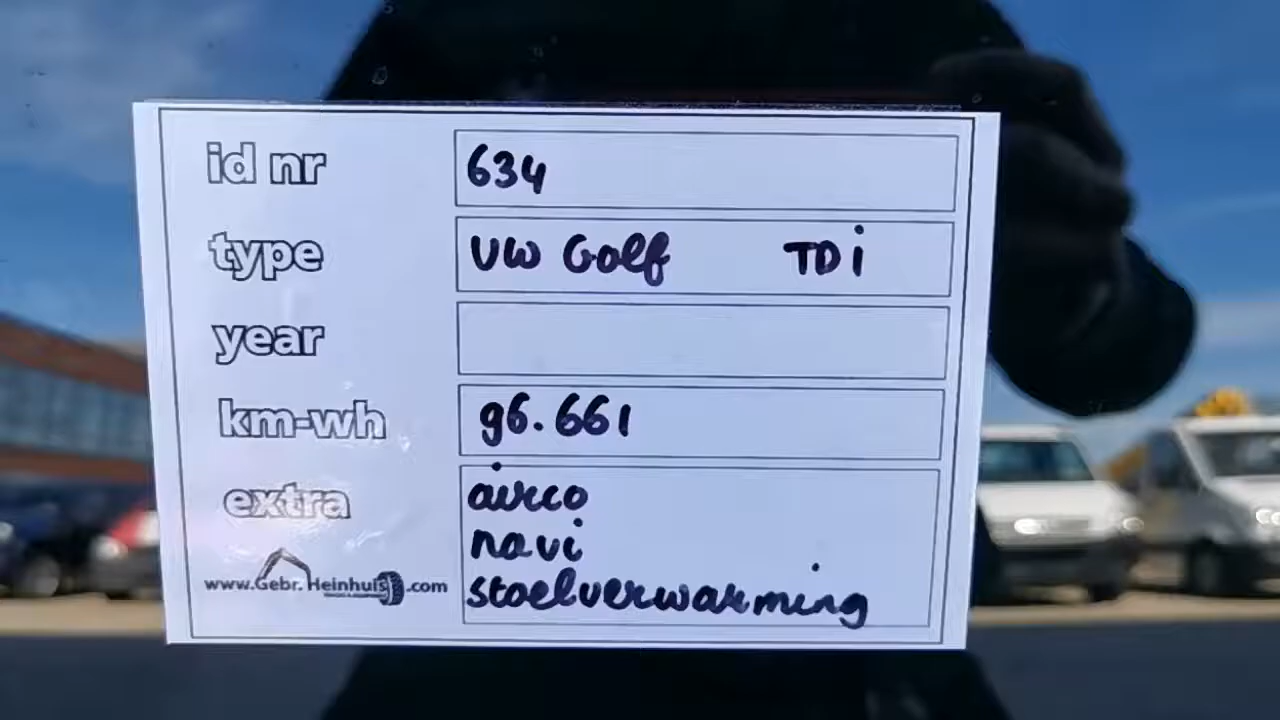 id nr 634
type VW Golf TDi
year
km-wh 96.661
extra airco
navi
stoelverwarming
www.Gebr.Heinhuis.com